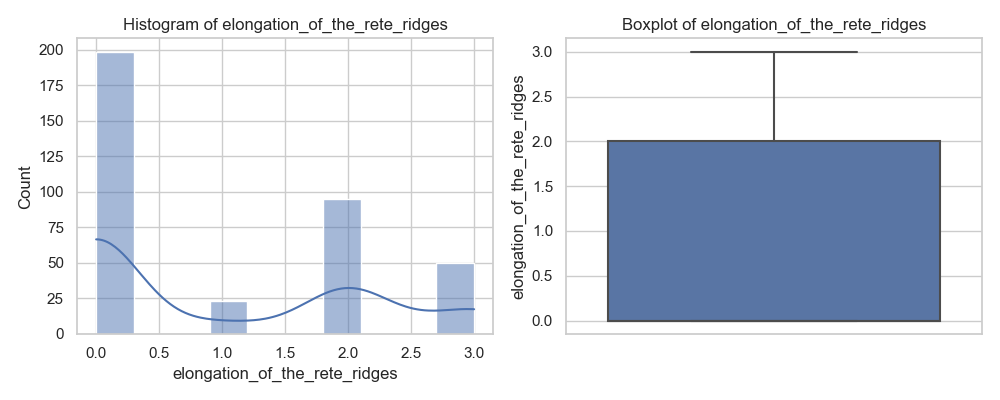 Histogram of elongation_of_the_rete_ridges
200
175
150
125
100
75
50
25
0
Count
0.0 0.5 1.0 1.5 2.0 2.5 3.0
elongation_of_the_rete_ridges
Boxplot of elongation_of_the_rete_ridges
3.0
2.5
2.0
1.5
1.0
0.5
0.0
elongation_of_the_rete_ridges